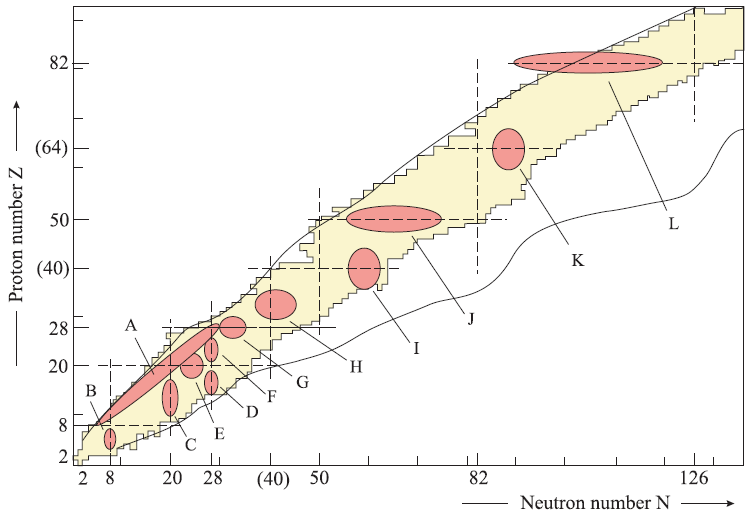 82
(64)
50
(40)
28
20
8
2
Proton number Z
A
B
C
D
E
F
G
H
I
J
K
L
2
8
20
28
(40)
50
82
126
Neutron number N